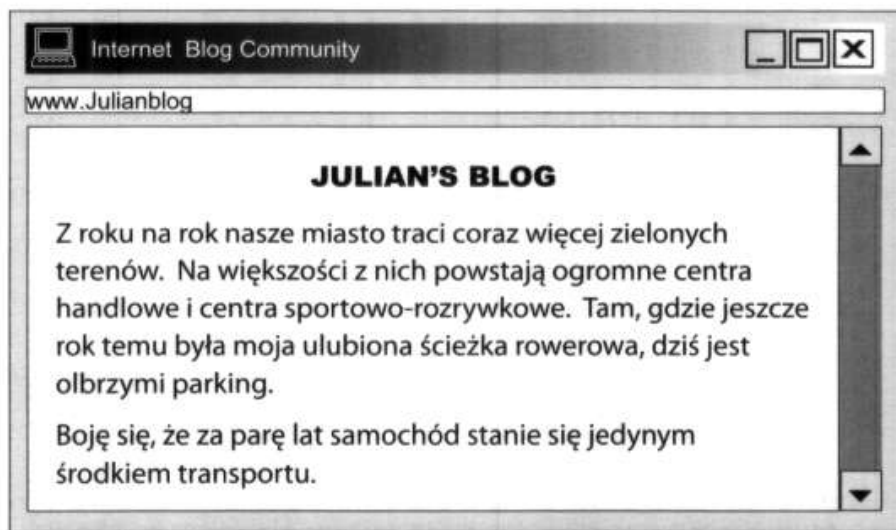 Internet Blog Community
www.Julianblog
JULIAN'S BLOG
Z roku na rok nasze miasto traci coraz więcej zielonych
terenów. Na większości z nich powstają ogromne centra
handlowe i centra sportowo-rozrywkowe. Tam, gdzie jeszcze
rok temu była moja ulubiona ścieżka rowerowa, dziś jest
olbrzymi parking.
Boję się, że za parę lat samochód stanie się jedynym
środkiem transportu.